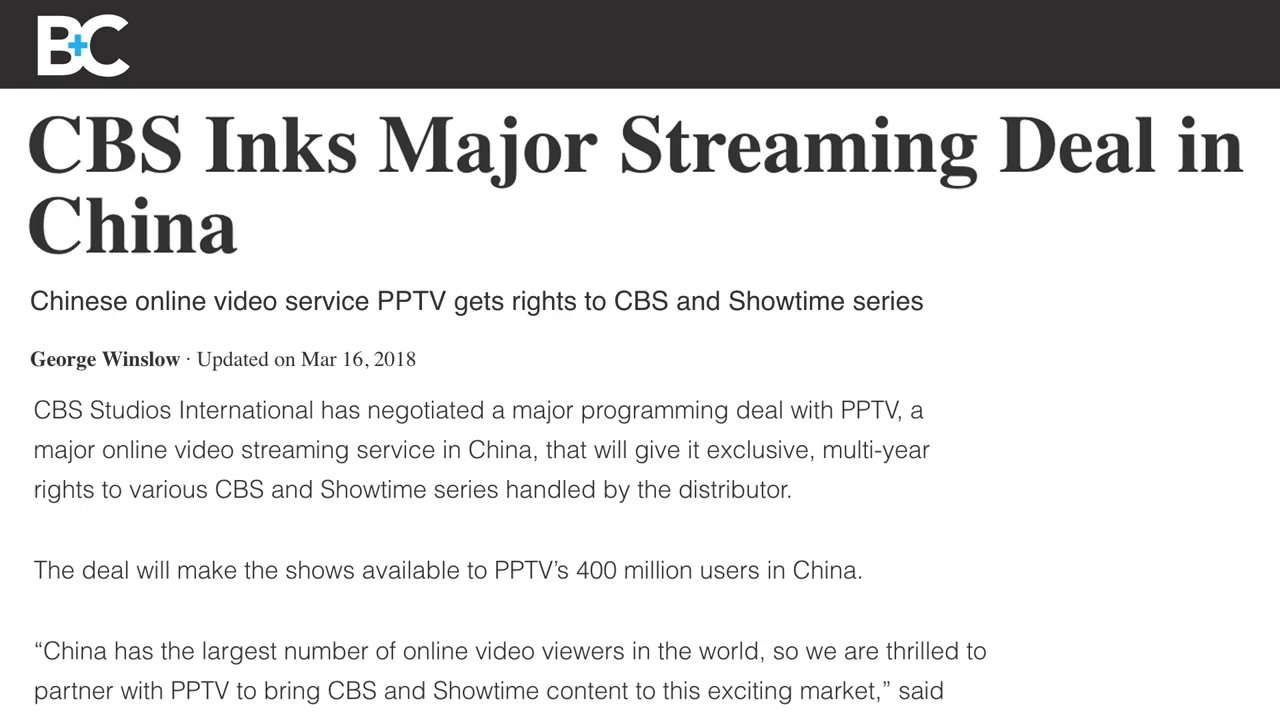 B+C
CBS Inks Major Streaming Deal in
China
Chinese online video service PPTV gets rights to CBS and Showtime series
George Winslow · Updated on Mar 16, 2018
CBS Studios International has negotiated a major programming deal with PPTV, a
major online video streaming service in China, that will give it exclusive, multi-year
rights to various CBS and Showtime series handled by the distributor.
The deal will make the shows available to PPTV’s 400 million users in China.
“China has the largest number of online video viewers in the world, so we are thrilled to
partner with PPTV to bring CBS and Showtime content to this exciting market,” said